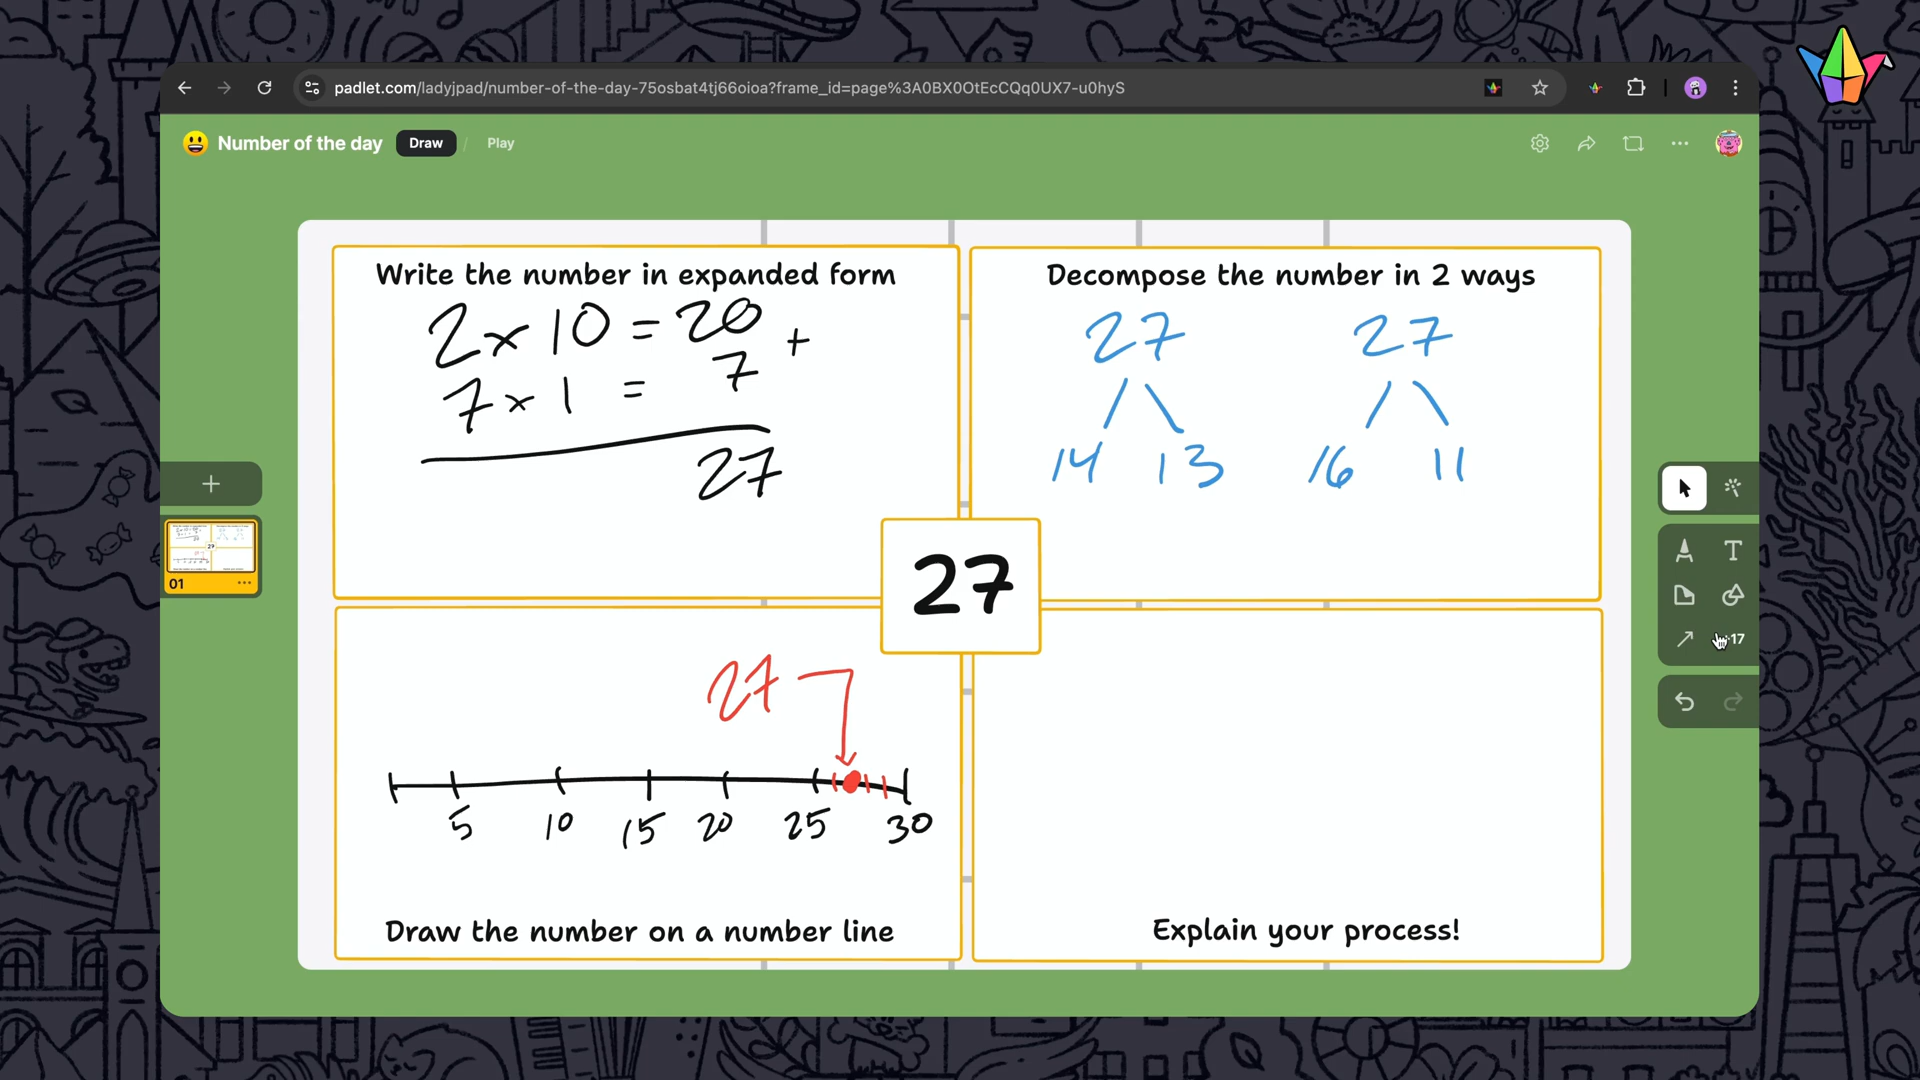 padlet.com/ladyjpad/number-of-the-day-75osbat4tj66oioa?frame_id=page%3A0BX0OtEcCQq0UX7-u0hyS
Number of the day Draw / Play
Write the number in expanded form
2 x 10 = 20 +
7 x 1 = 7
27
Decompose the number in 2 ways
27 27
14 13 16 11
27
01
27
5 10 15 20 25 30
Draw the number on a number line
Explain your process!
+17